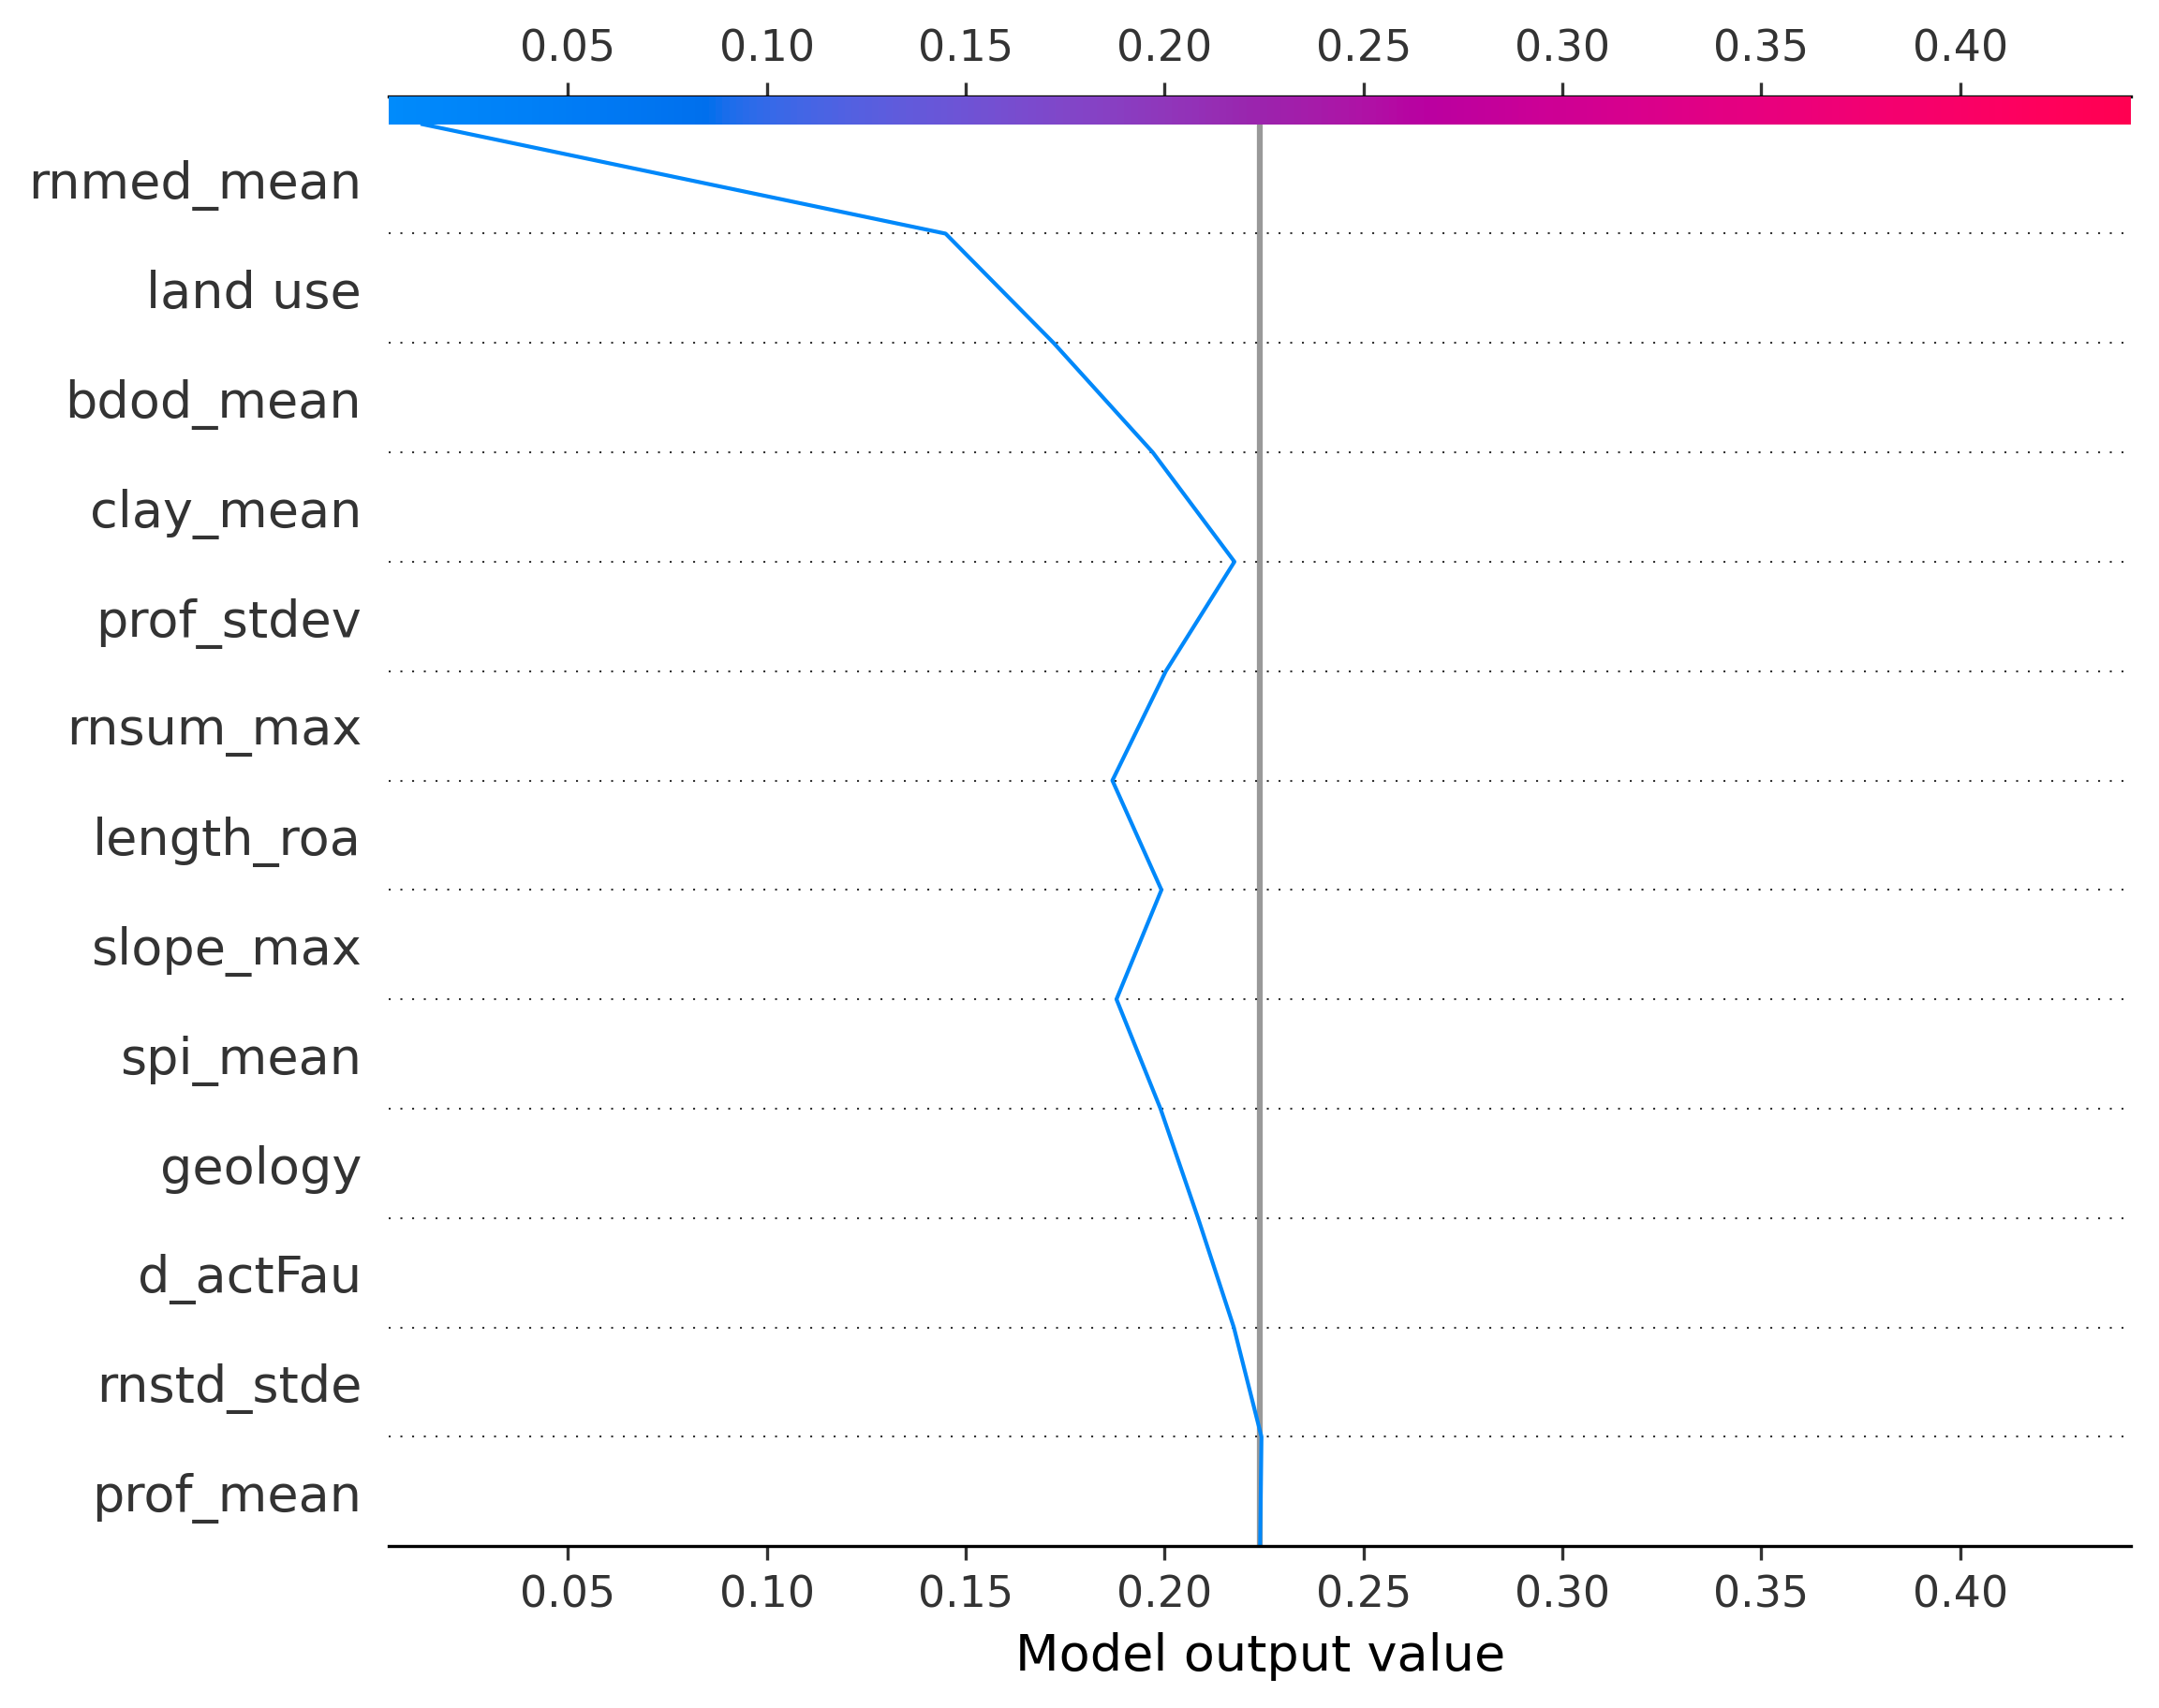 0.05 0.10 0.15 0.20 0.25 0.30 0.35 0.40
rnmed_mean
land use
bdod_mean
clay_mean
prof_stdev
rnsum_max
length_roa
slope_max
spi_mean
geology
d_actFau
rnstd_stde
prof_mean
0.05 0.10 0.15 0.20 0.25 0.30 0.35 0.40
Model output value